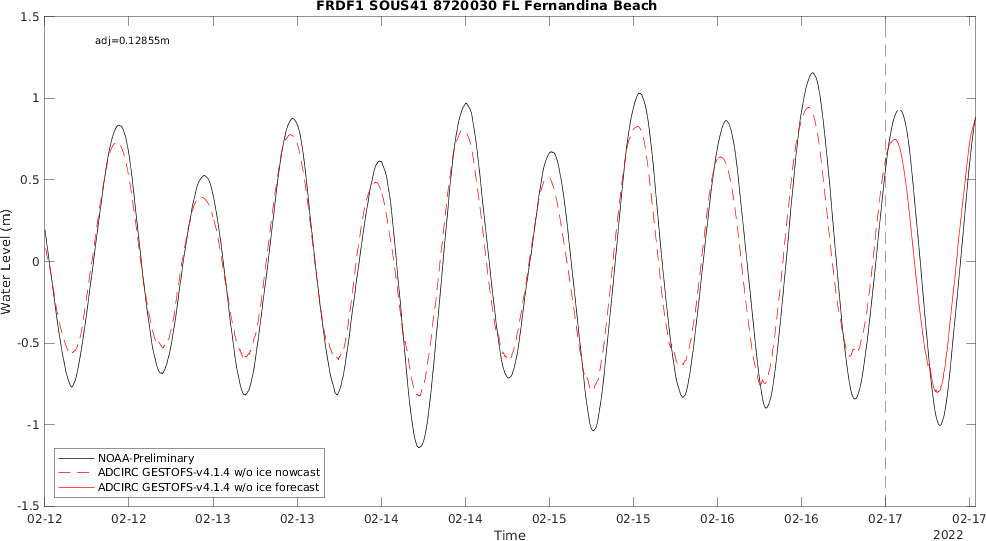 FRDF1 SOUS41 8720030 FL Fernandina Beach
adj=0.12855m
1.5
1
0.5
0
-0.5
-1
-1.5
Water Level (m)
NOAA-Preliminary
ADCIRC GESTOFS-v4.1.4 w/o ice nowcast
ADCIRC GESTOFS-v4.1.4 w/o ice forecast
02-12 02-12 02-13 02-13 02-14 02-14 02-15 02-15 02-16 02-16 02-17 02-17
2022
Time